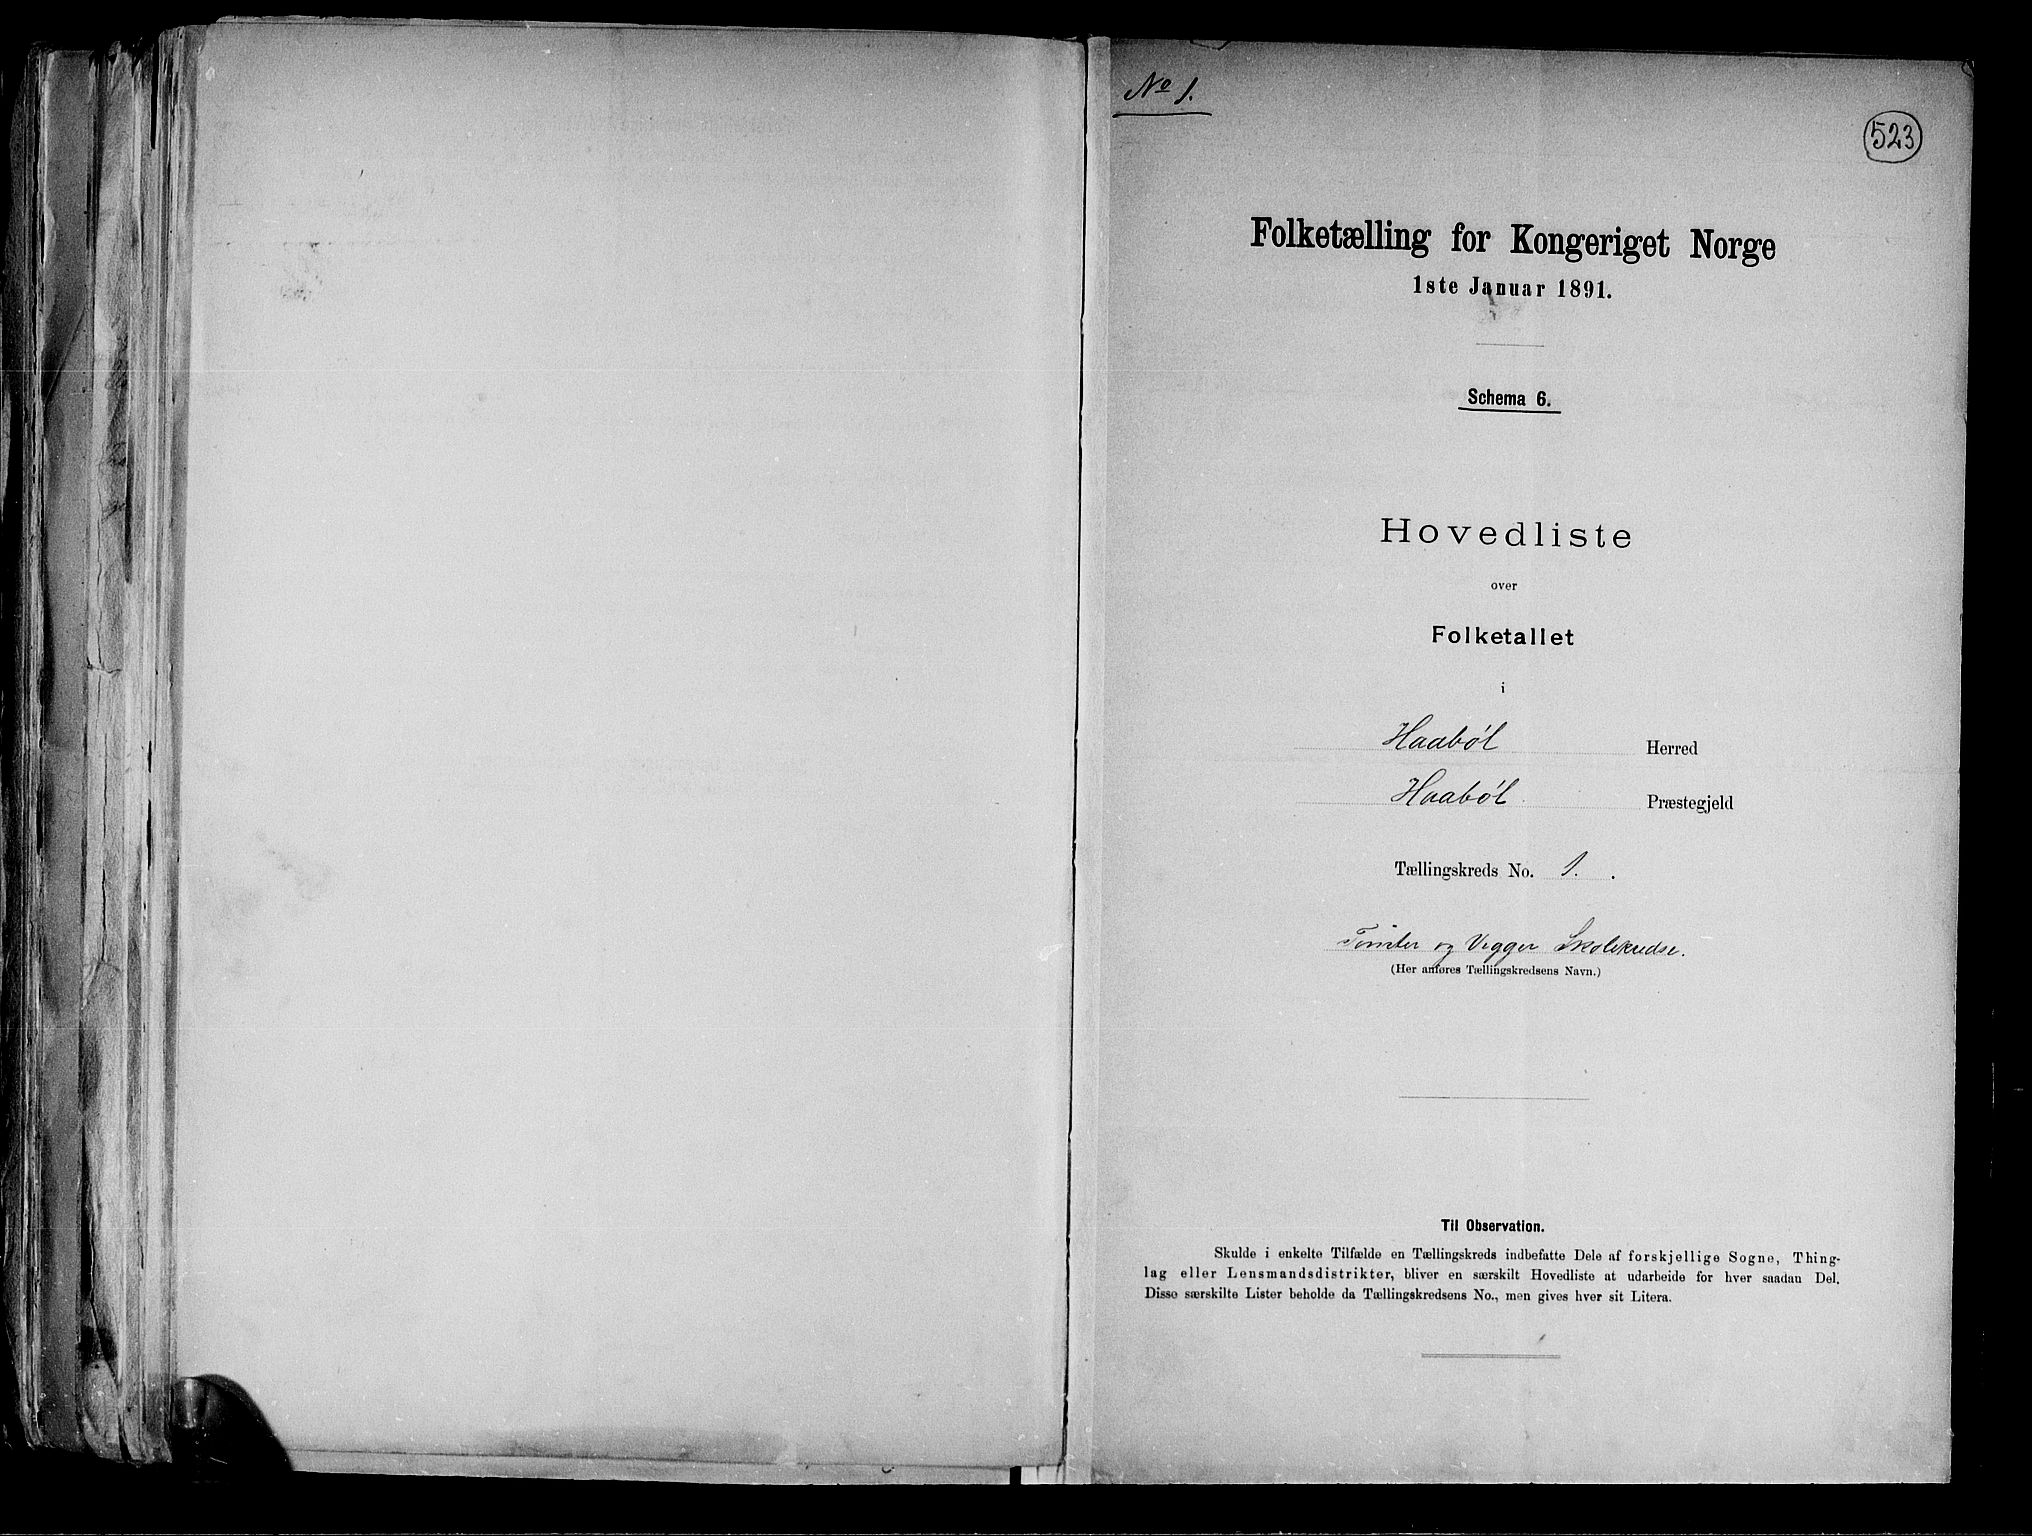 No 1.
523
Folketælling for Kongeriget Norge
1ste Januar 1891.
Schema 6.
Hovedliste
over
Folketallet
i
Haabøl Herred
Haabøl Præstegjeld
Tællingskreds No. 1.
Tomter og Vegger Skolekredse.
(Her anføres Tællingskredsens Navn.)
Til Observation.
Skulde i enkelte Tilfælde en Tællingskreds indbefatte Dele af forskjellige Sogne, Thing-
lag eller Lensmandsdistrikter, bliver en særskilt Hovedliste at udarbeide for hver saadan Del.
Disse særskilte Lister beholde da Tællingskredsens No., men gives hver sit Litera.